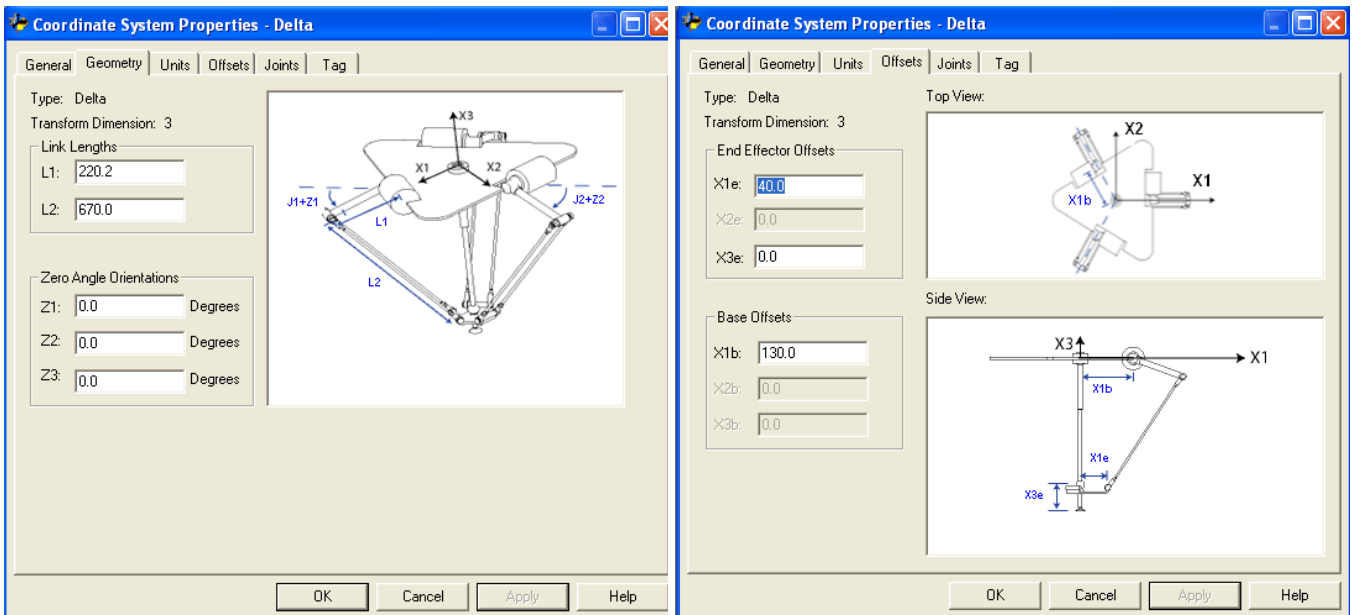 Coordinate System Properties - Delta
General Geometry Units Offsets Joints Tag
Type: Delta
Transform Dimension: 3
Link Lengths
L1: 220.2
L2: 670.0
Zero Angle Orientations
Z1: 0.0 Degrees
Z2: 0.0 Degrees
Z3: 0.0 Degrees
X3
X1 X2
J1+Z1 J2+Z2
L1
L2
OK Cancel Apply Help
Coordinate System Properties - Delta
General Geometry Units Offsets Joints Tag
Type: Delta
Transform Dimension: 3
End Effector Offsets
X1e: 40.0
X2e: 0.0
X3e: 0.0
Base Offsets
X1b: 130.0
X2b: 0.0
X3b: 0.0
Top View:
X2
X1
X1b
Side View:
X3
X1
X1b
X1e
X3e
OK Cancel Apply Help